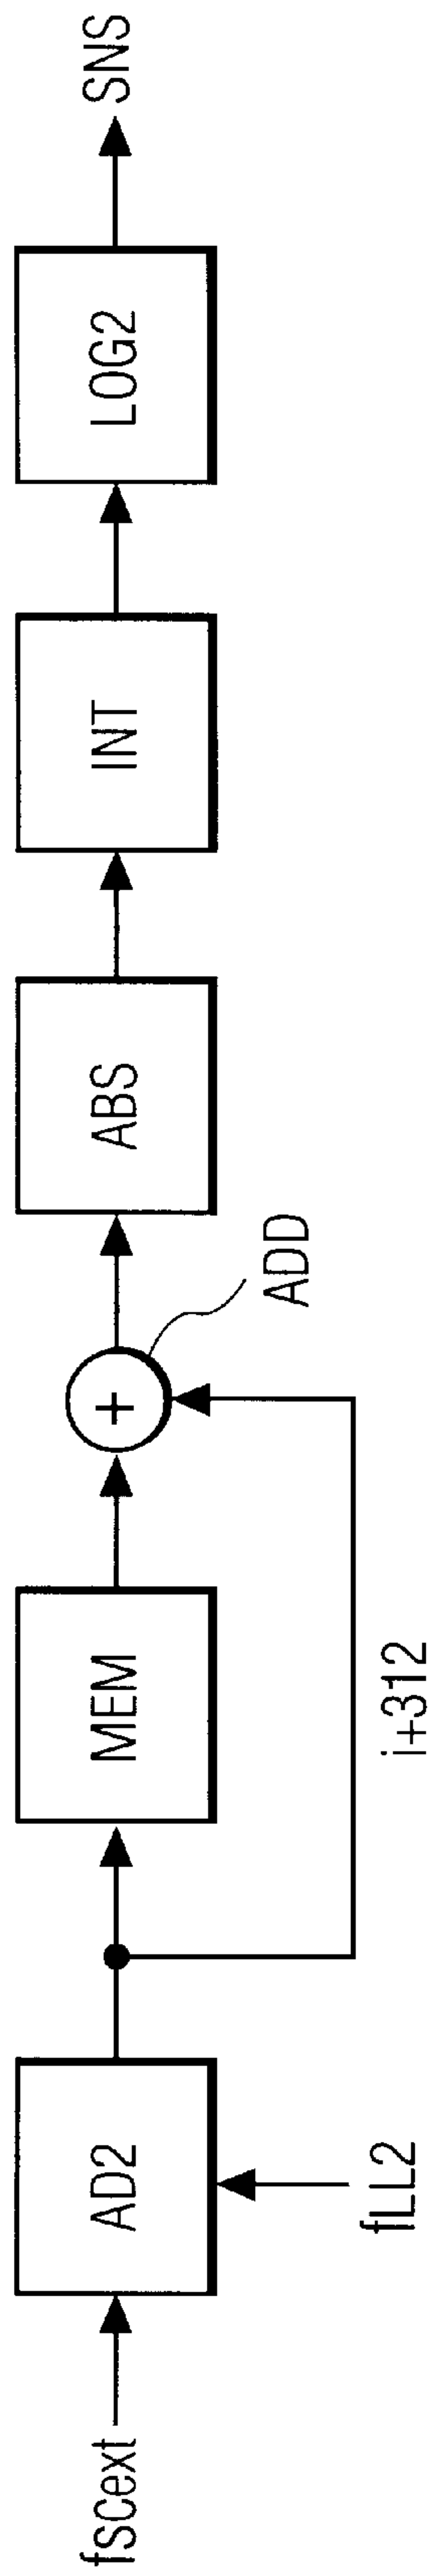 fSCext
AD2
fLL2
MEM
i+312
+
ADD
ABS
INT
LOG2
SNS